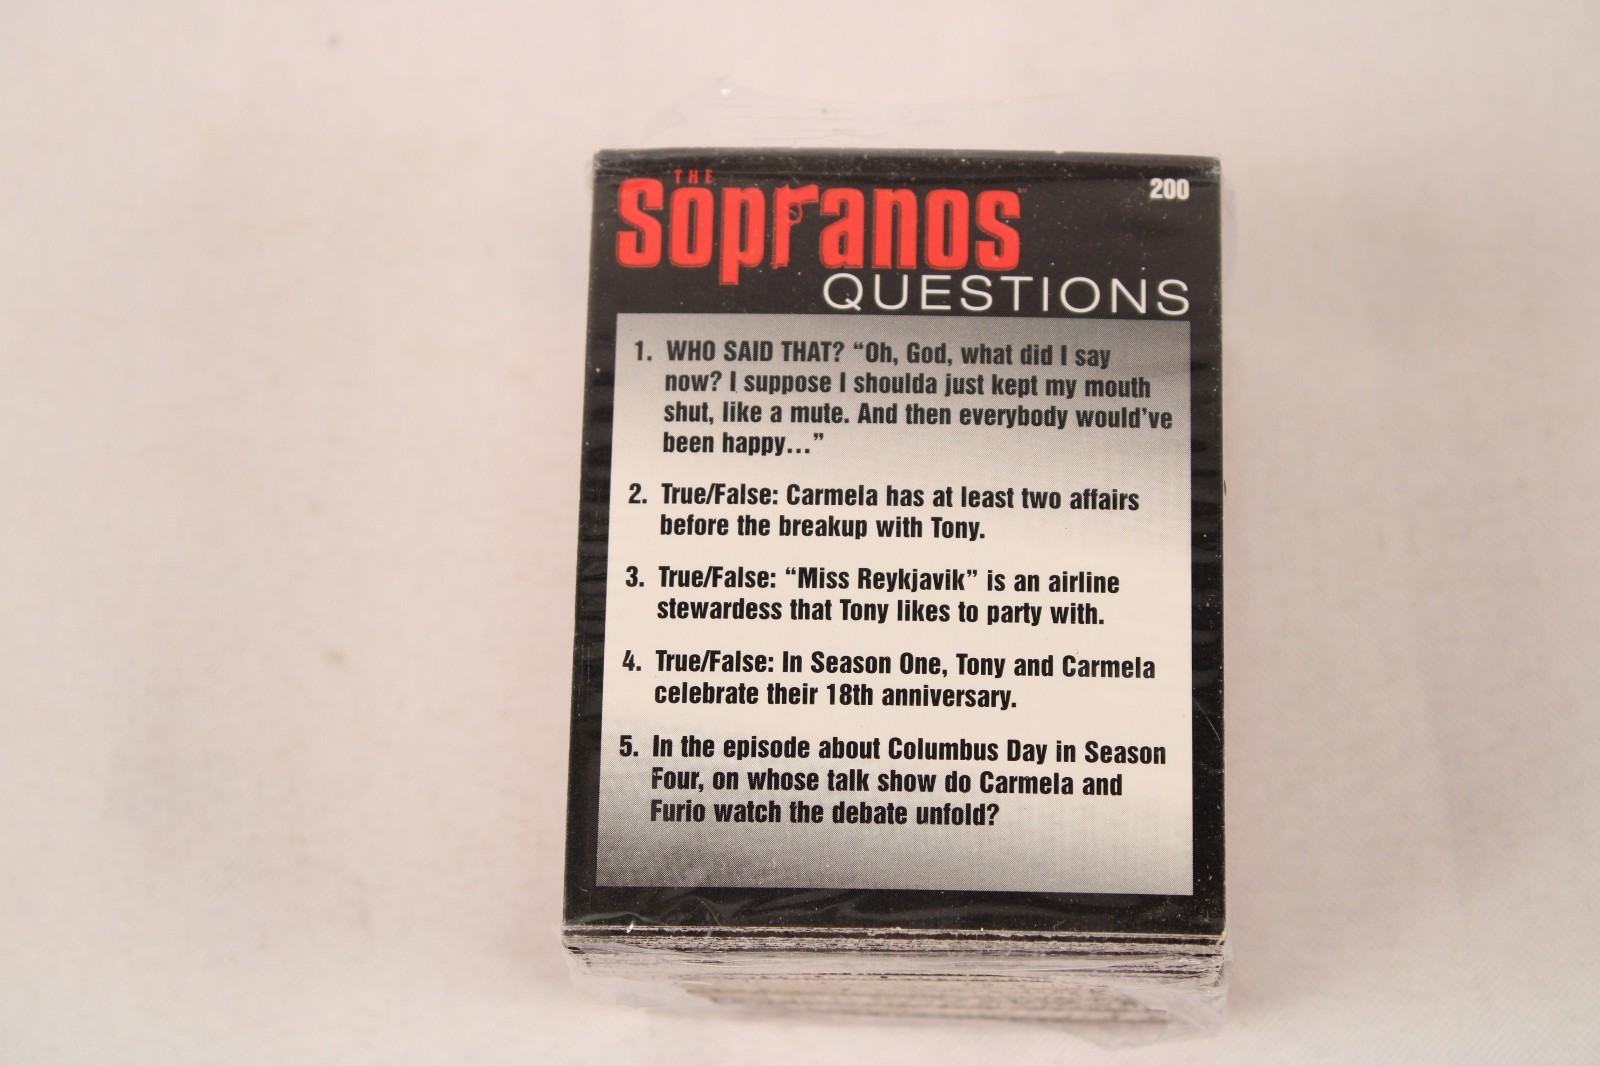 THE
Sopranos
200
QUESTIONS
1. WHO SAID THAT? “Oh, God, what did I say
now? I suppose I shoulda just kept my mouth
shut, like a mute. And then everybody would’ve
been happy...”
2. True/False: Carmela has at least two affairs
before the breakup with Tony.
3. True/False: “Miss Reykjavik” is an airline
stewardess that Tony likes to party with.
4. True/False: In Season One, Tony and Carmela
celebrate their 18th anniversary.
5. In the episode about Columbus Day in Season
Four, on whose talk show do Carmela and
Furio watch the debate unfold?